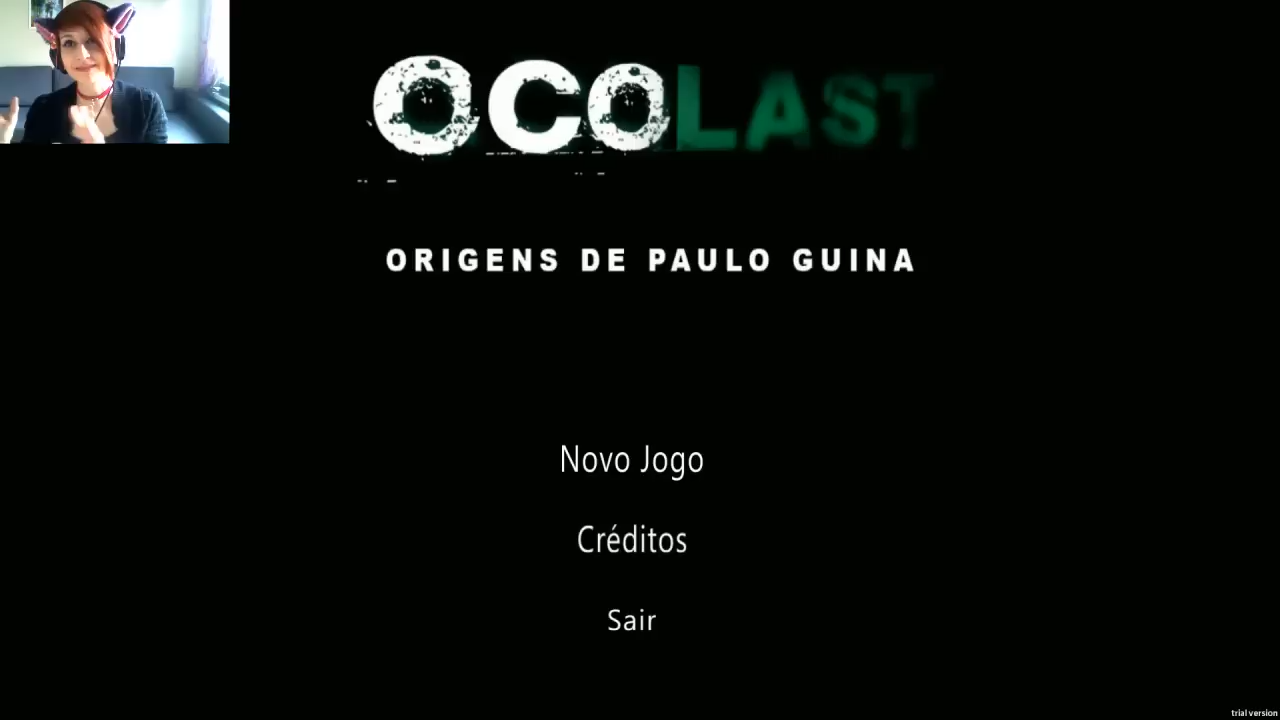 OCOLAST
ORIGENS DE PAULO GUINA
Novo Jogo
Créditos
Sair
trial version